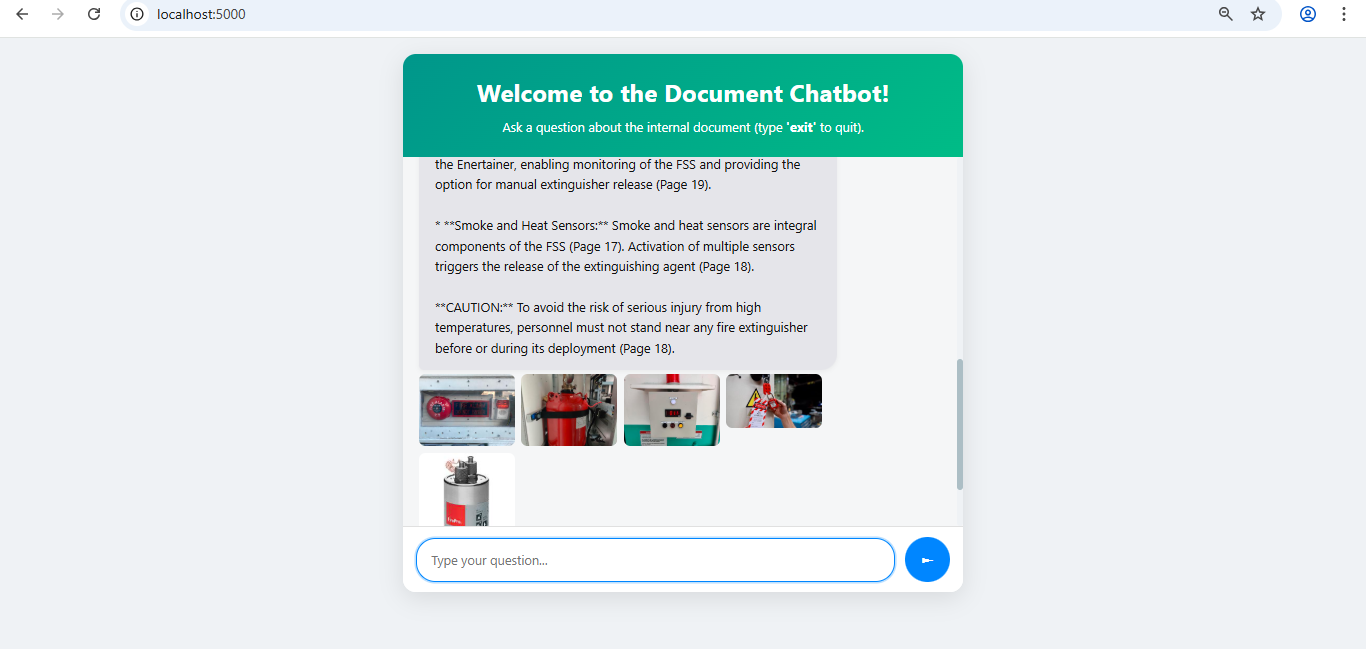 localhost:5000
Welcome to the Document Chatbot!
Ask a question about the internal document (type 'exit' to quit).
the Enertainer, enabling monitoring of the FSS and providing the
option for manual extinguisher release (Page 19).
* **Smoke and Heat Sensors:** Smoke and heat sensors are integral
components of the FSS (Page 17). Activation of multiple sensors
triggers the release of the extinguishing agent (Page 18).
**CAUTION:** To avoid the risk of serious injury from high
temperatures, personnel must not stand near any fire extinguisher
before or during its deployment (Page 18).
Type your question...